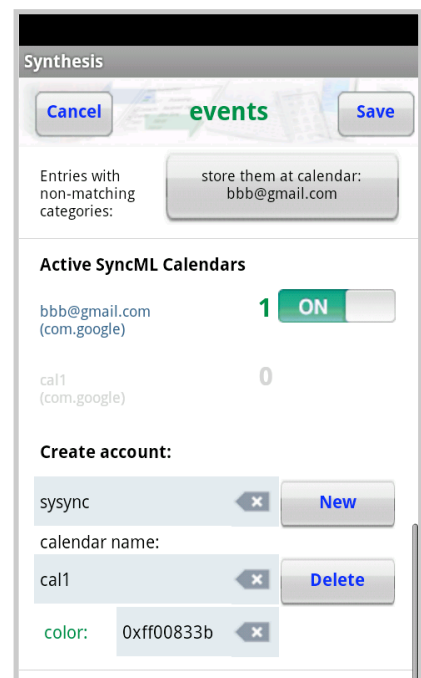 Synthesis
Cancel
events
Save
Entries with
non-matching
categories:
store them at calendar:
bbb@gmail.com
Active SyncML Calendars
bbb@gmail.com
(com.google)
1
ON
cal1
(com.google)
0
Create account:
sysync
New
calendar name:
cal1
Delete
color:
0xff00833b